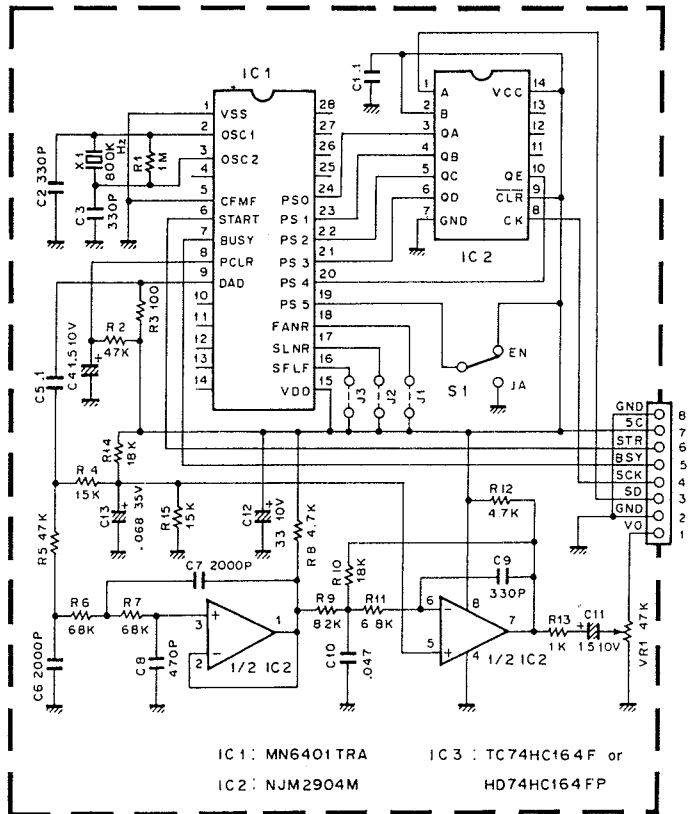 IC1
IC2
C1 .1
1 VSS
2 OSC1
3 OSC2
4
5 CFMF
6 START
7 BUSY
8 PCLR
9 DAD
10
11
12
13
14
28
27
26
25
PS0 24
PS1 23
PS2 22
PS3 21
PS4 20
PS5 19
FANR 18
SLNR 17
SFLF 16
VDD 15
1 A
2 B
3 QA
4 QB
5 QC
6 QD
7 GND
VCC 14
13
12
11
QE 10
CLR 9
CK 8
X1 800K Hz
R1 1M
C2 330P
C3 330P
R3 100
R2 47K
C4 1.5 10V
C5 .1
EN
S1
JA
J3
J2
J1
GND 8
5C 7
STR 6
BSY 5
SCK 4
SD 3
GND 2
VO 1
R14 18K
R4 15K
C13 .068 35V
R15 15K
C12 33 10V
R8 4.7K
R12 4.7K
R5 47K
C7 2000P
R10 18K
C9 330P
R6 68K
R7 68K
C6 2000P
C8 470P
3 +
2 -
1
1/2 IC2
R9 82K
R11 6.8K
C10 .047
6 -
5 +
8
4
7
1/2 IC2
R13 1K
C11 15 10V
VR1 47K
IC1 : MN6401TRA
IC2 : NJM2904M
IC3 : TC74HC164F or
HD74HC164FP